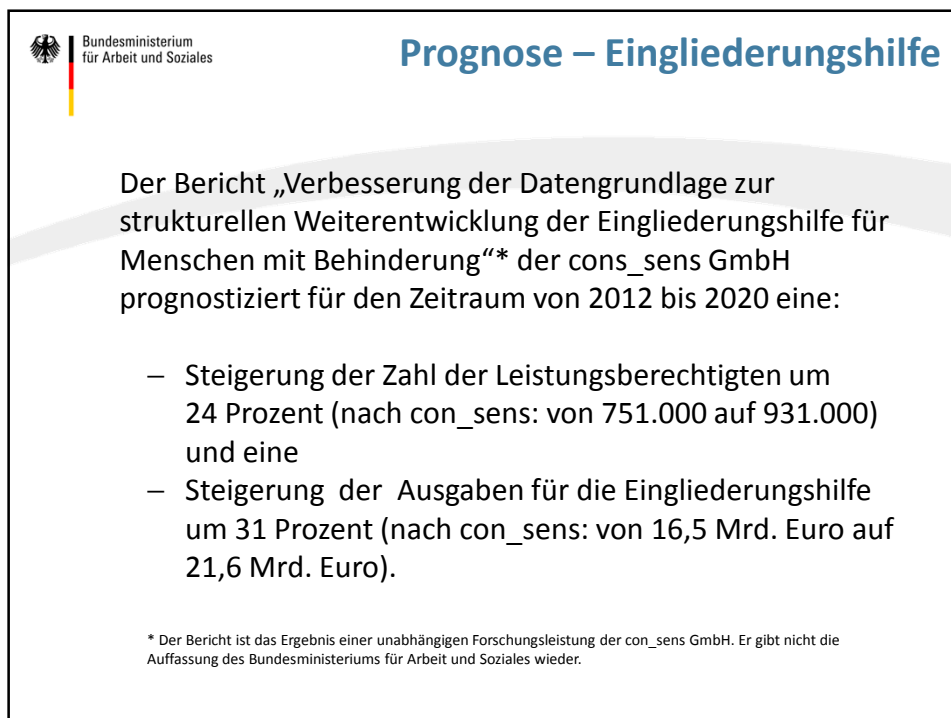 Bundesministerium
für Arbeit und Soziales
Prognose – Eingliederungshilfe
Der Bericht „Verbesserung der Datengrundlage zur
strukturellen Weiterentwicklung der Eingliederungshilfe für
Menschen mit Behinderung“* der cons_sens GmbH
prognostiziert für den Zeitraum von 2012 bis 2020 eine:
– Steigerung der Zahl der Leistungsberechtigten um
24 Prozent (nach con_sens: von 751.000 auf 931.000)
und eine
– Steigerung der Ausgaben für die Eingliederungshilfe
um 31 Prozent (nach con_sens: von 16,5 Mrd. Euro auf
21,6 Mrd. Euro).
* Der Bericht ist das Ergebnis einer unabhängigen Forschungsleistung der con_sens GmbH. Er gibt nicht die
Auffassung des Bundesministeriums für Arbeit und Soziales wieder.